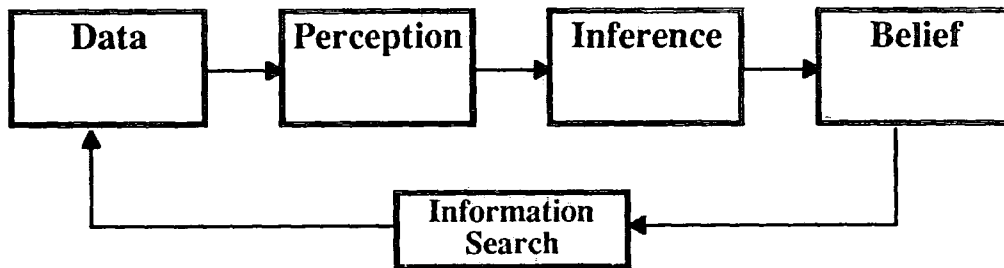 Data
Perception
Inference
Belief
Information
Search